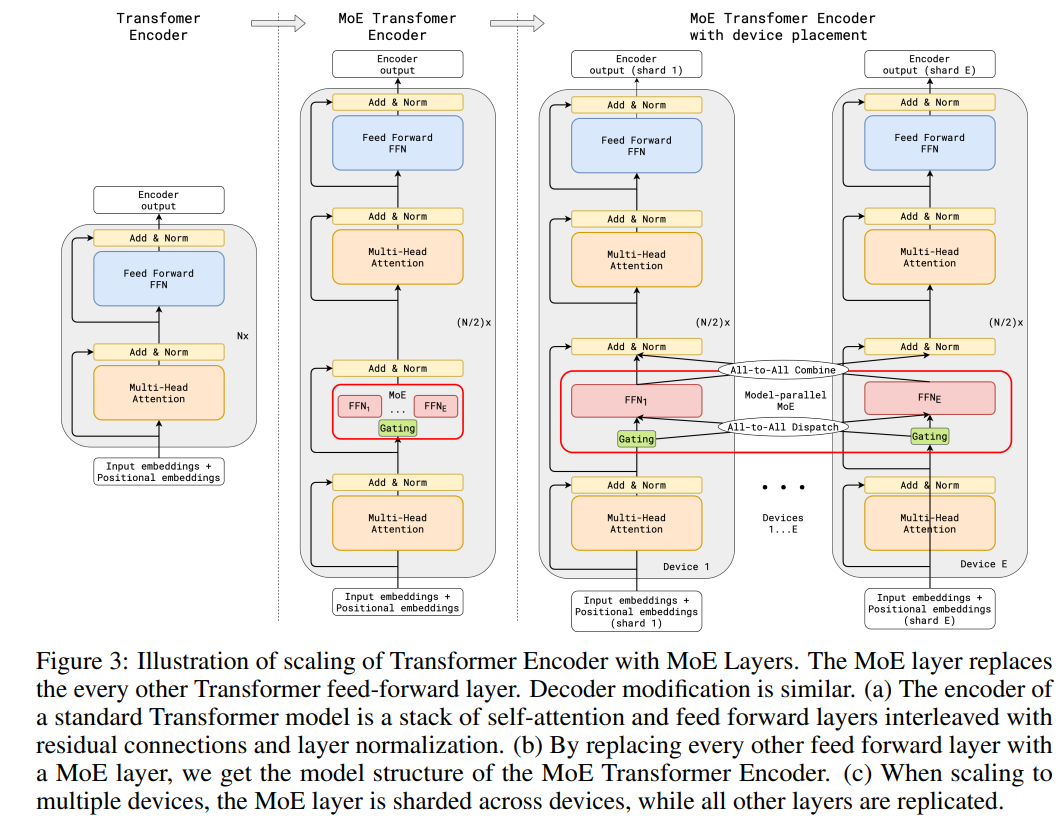 Transfomer
Encoder
MoE Transfomer
Encoder
MoE Transfomer Encoder
with device placement
Encoder
output
Add & Norm
Feed Forward
FFN
Add & Norm
Multi-Head
Attention
Nx
Input embeddings +
Positional embeddings
Encoder
output
Add & Norm
Feed Forward
FFN
Add & Norm
Multi-Head
Attention
(N/2)x
Add & Norm
MoE
FFN₁ ... FFN_E
Gating
Add & Norm
Multi-Head
Attention
Input embeddings +
Positional embeddings
Encoder
output (shard 1)
Add & Norm
Feed Forward
FFN
Add & Norm
Multi-Head
Attention
(N/2)x
Add & Norm
FFN₁
Gating
Add & Norm
Multi-Head
Attention
Device 1
Input embeddings +
Positional embeddings
(shard 1)
All-to-All Combine
Model-parallel
MoE
All-to-All Dispatch
• • •
Devices
1...E
Encoder
output (shard E)
Add & Norm
Feed Forward
FFN
Add & Norm
Multi-Head
Attention
(N/2)x
Add & Norm
FFN_E
Gating
Add & Norm
Multi-Head
Attention
Device E
Input embeddings +
Positional embeddings
(shard E)
Figure 3: Illustration of scaling of Transformer Encoder with MoE Layers. The MoE layer replaces
the every other Transformer feed-forward layer. Decoder modification is similar. (a) The encoder of
a standard Transformer model is a stack of self-attention and feed forward layers interleaved with
residual connections and layer normalization. (b) By replacing every other feed forward layer with
a MoE layer, we get the model structure of the MoE Transformer Encoder. (c) When scaling to
multiple devices, the MoE layer is sharded across devices, while all other layers are replicated.